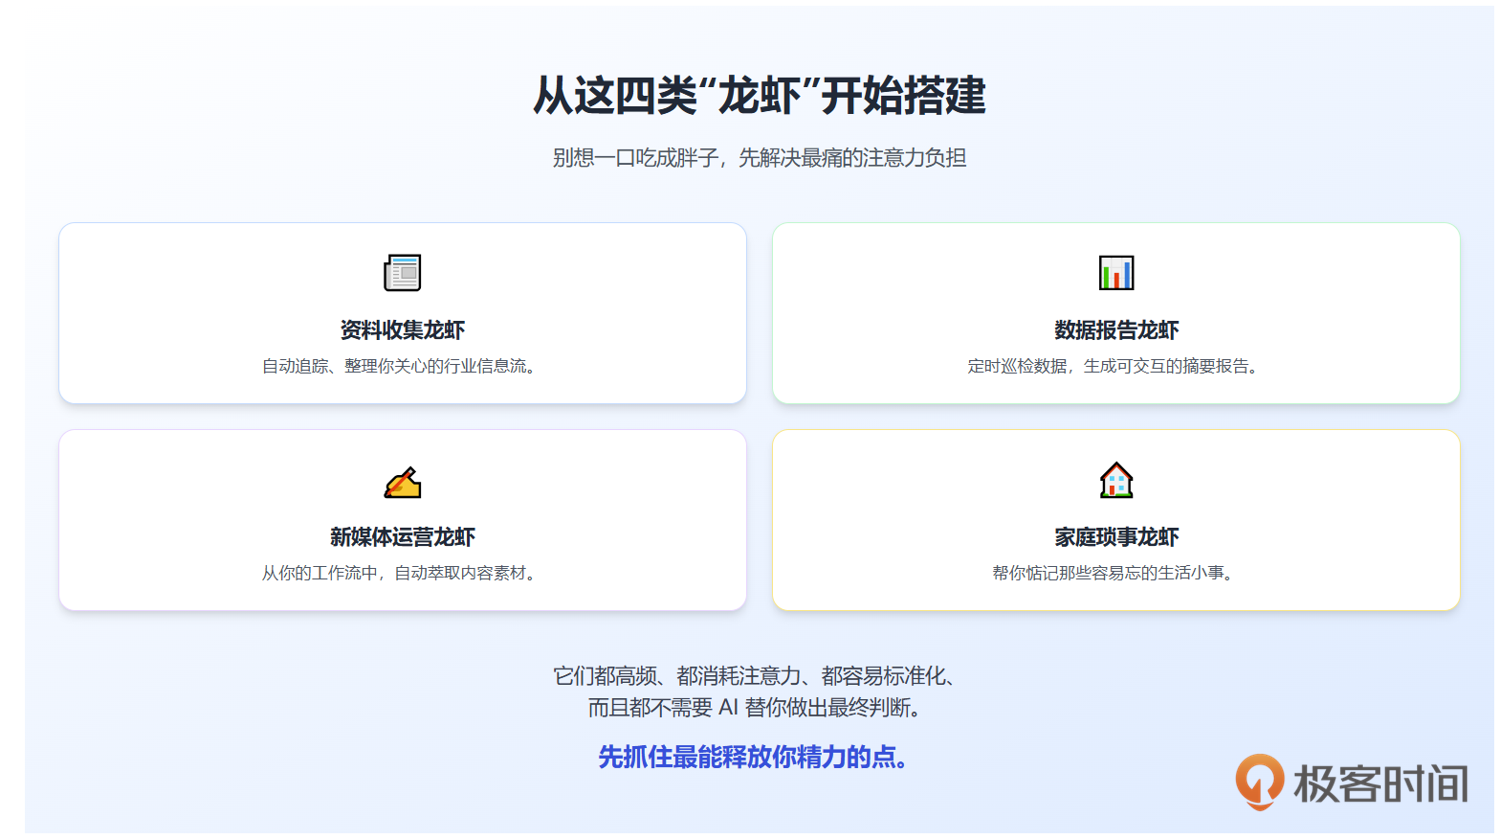 从这四类“龙虾”开始搭建
别想一口吃成胖子，先解决最痛的注意力负担
资料收集龙虾
自动追踪、整理你关心的行业信息流。
数据报告龙虾
定时巡检数据，生成可交互的摘要报告。
新媒体运营龙虾
从你的工作流中，自动萃取内容素材。
家庭琐事龙虾
帮你惦记那些容易忘的生活小事。
它们都高频、都消耗注意力、都容易标准化、
而且都不需要 AI 替你做出最终判断。
先抓住最能释放你精力的点。
极客时间